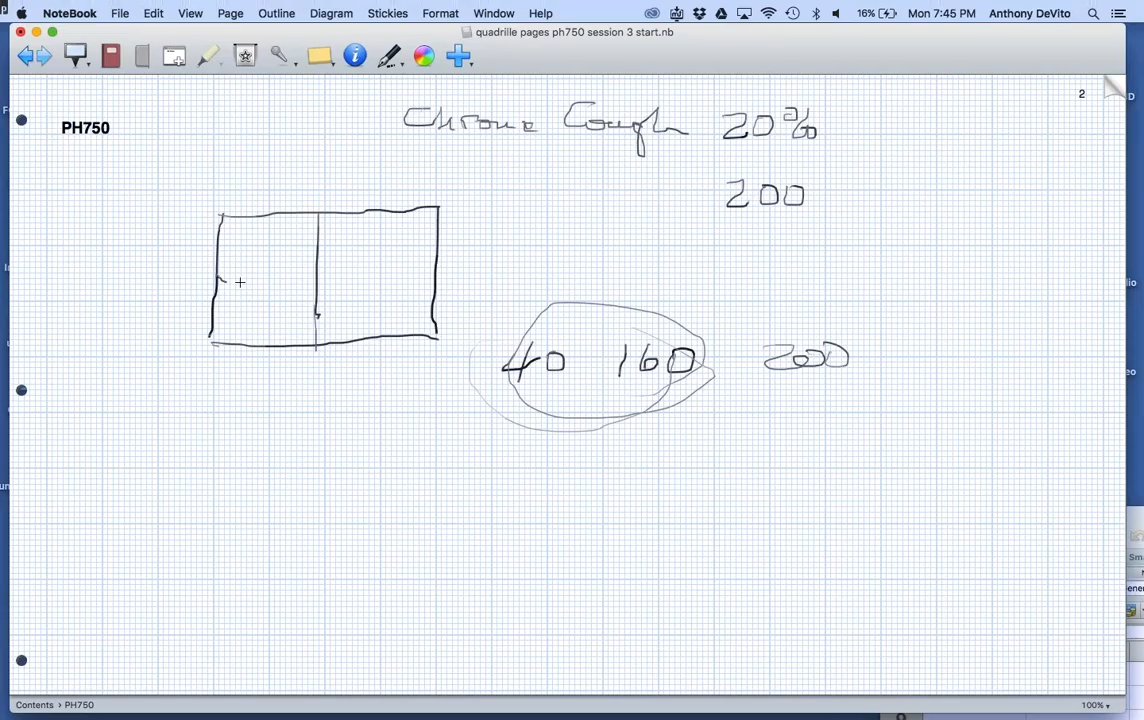 NoteBook File Edit View Page Outline Diagram Stickies Format Window Help 16% Mon 7:45 PM Anthony DeVito
quadrille pages ph750 session 3 start.nb
2
PH750
Chronic Cough 20%
200
40 160 200
Contents > PH750
100%